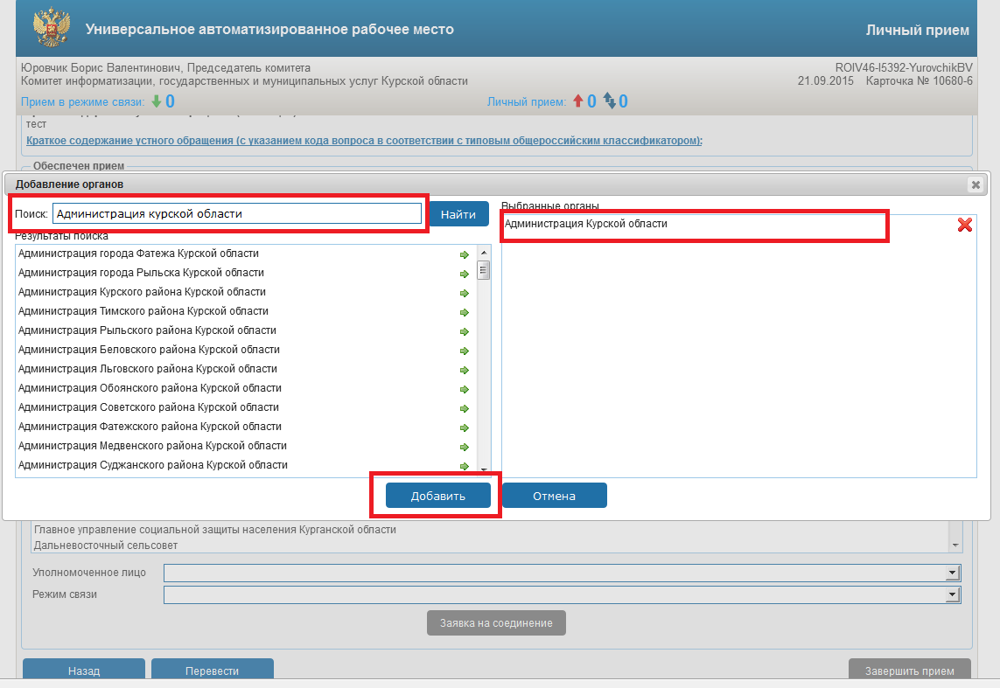 Универсальное автоматизированное рабочее место
Личный прием
Юровчик Борис Валентинович, Председатель комитета
ROIV46-I5392-YurovchikBV
Комитет информатизации, государственных и муниципальных услуг Курской области
21.09.2015 Карточка № 10680-6
Прием в режиме связи: 0
Личный прием: 0 0
тест
Краткое содержание устного обращения (с указанием кода вопроса в соответствии с типовым общероссийским классификатором):
Обеспечен прием
Добавление органов
Поиск: Администрация курской области
Найти
Результаты поиска
Администрация города Фатежа Курской области
Администрация города Рыльска Курской области
Администрация Курского района Курской области
Администрация Тимского района Курской области
Администрация Рыльского района Курской области
Администрация Беловского района Курской области
Администрация Льговского района Курской области
Администрация Обоянского района Курской области
Администрация Советского района Курской области
Администрация Фатежского района Курской области
Администрация Медвенского района Курской области
Администрация Суджанского района Курской области
Выбранные органы
Администрация Курской области
Добавить
Отмена
Главное управление социальной защиты населения Курганской области
Дальневосточный сельсовет
Уполномоченное лицо
Режим связи
Заявка на соединение
Назад
Перевести
Завершить прием